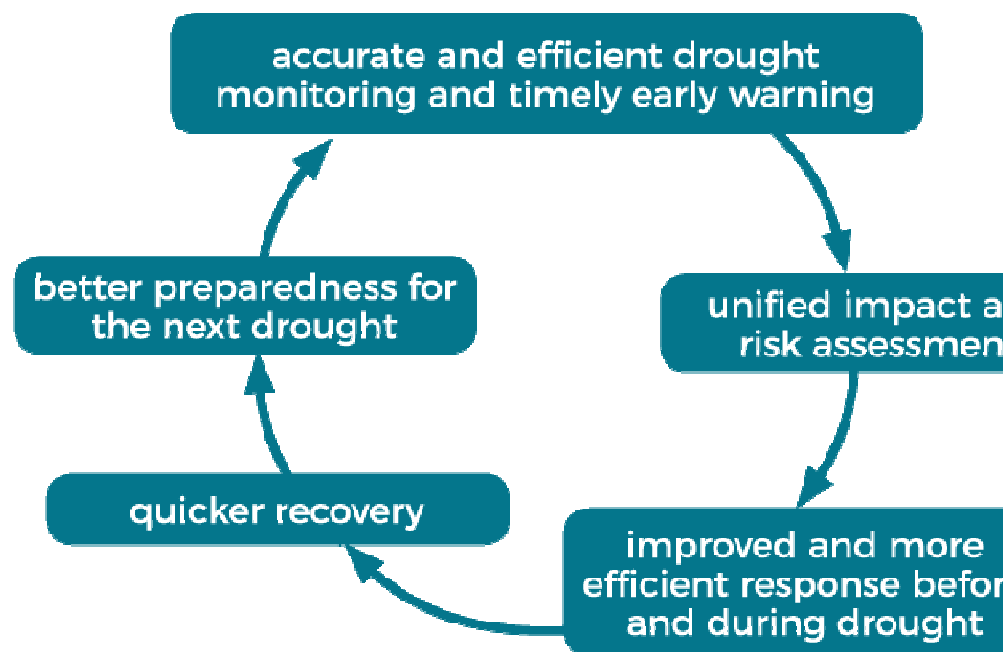 accurate and efficient drought
monitoring and timely early warning
better preparedness for
the next drought
unified impact a
risk assessmen
quicker recovery
improved and more
efficient response befor
and during drought